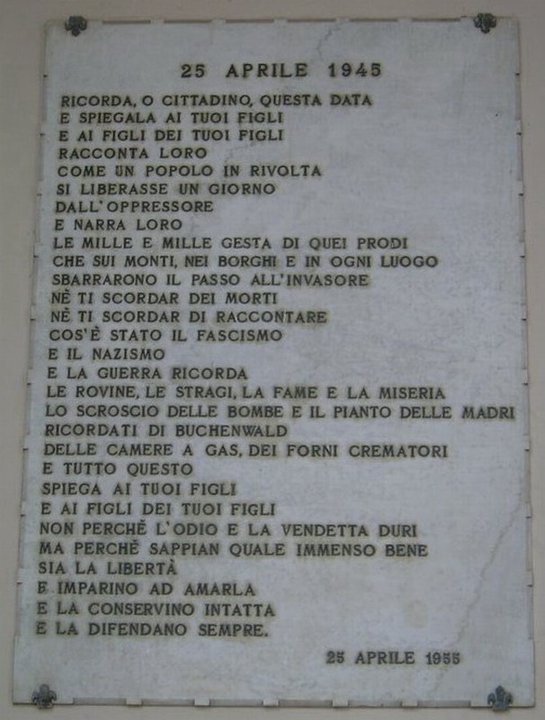 25 APRILE 1945
RICORDA, O CITTADINO, QUESTA DATA
E SPIEGALA AI TUOI FIGLI
E AI FIGLI DEI TUOI FIGLI
RACCONTA LORO
COME UN POPOLO IN RIVOLTA
SI LIBERASSE UN GIORNO
DALL'OPPRESSORE
E NARRA LORO
LE MILLE E MILLE GESTA DI QUEI PRODI
CHE SUI MONTI, NEI BORGHI E IN OGNI LUOGO
SBARRARONO IL PASSO ALL'INVASORE
NÈ TI SCORDAR DEI MORTI
NÈ TI SCORDAR DI RACCONTARE
COS'È STATO IL FASCISMO
E IL NAZISMO
E LA GUERRA RICORDA
LE ROVINE, LE STRAGI, LA FAME E LA MISERIA
LO SCROSCIO DELLE BOMBE E IL PIANTO DELLE MADRI
RICORDATI DI BUCHENWALD
DELLE CAMERE A GAS, DEI FORNI CREMATORI
E TUTTO QUESTO
SPIEGA AI TUOI FIGLI
E AI FIGLI DEI TUOI FIGLI
NON PERCHÈ L'ODIO E LA VENDETTA DURI
MA PERCHÈ SAPPIAN QUALE IMMENSO BENE
SIA LA LIBERTÀ
E IMPARINO AD AMARLA
E LA CONSERVINO INTATTA
E LA DIFENDANO SEMPRE.
25 APRILE 1955